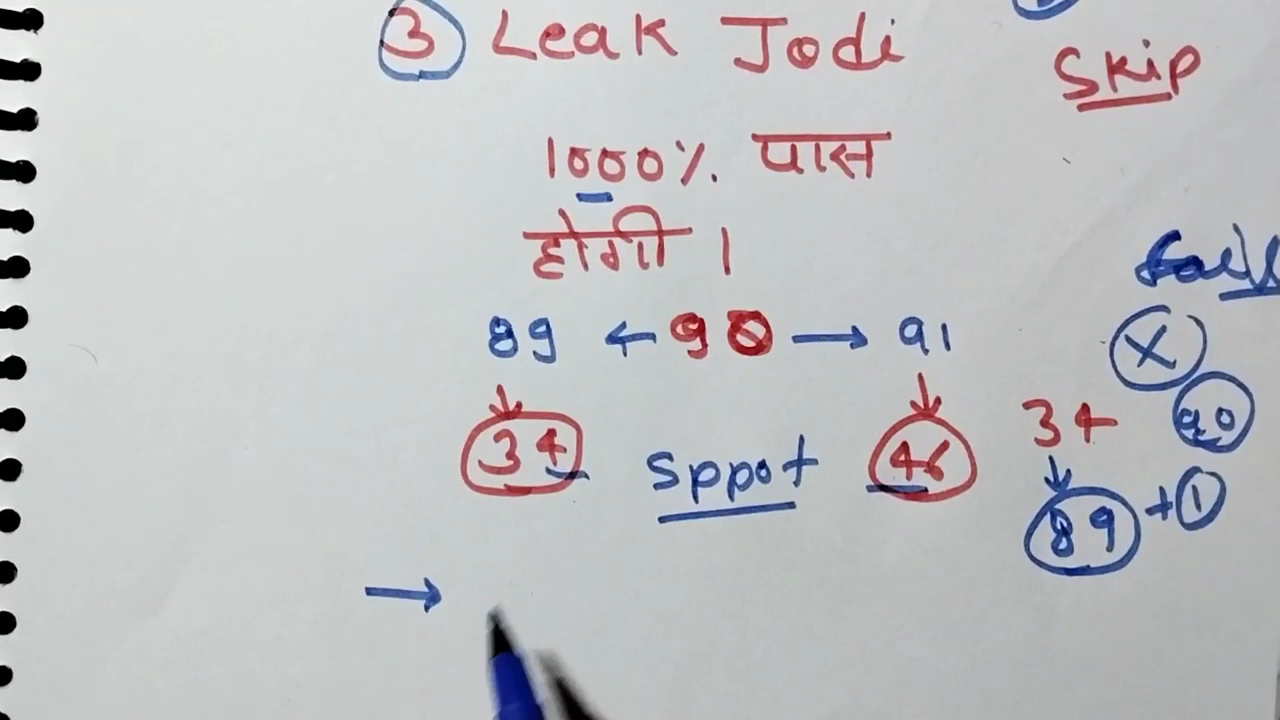 3 Leak Jodi
Skip
1000% पास
होगी ।
89 ← 90 → 91
X
34 Sppot 46
34
90
89 + 1
→